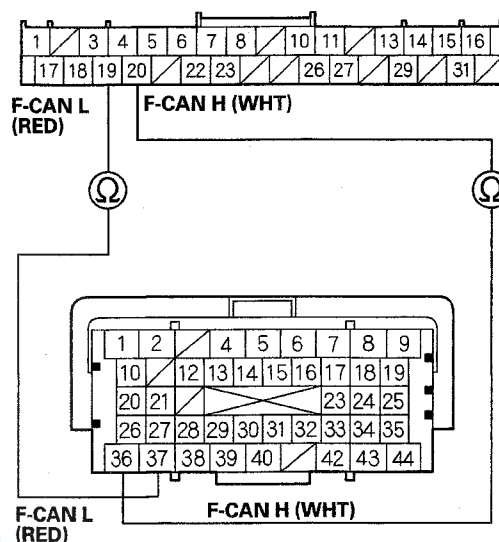 1 3 4 5 6 7 8 10 11 13 14 15 16
17 18 19 20 22 23 26 27 29 31
F-CAN L
(RED)
F-CAN H (WHT)
Ω Ω
1 2 4 5 6 7 8 9
10 12 13 14 15 16 17 18 19
20 21 23 24 25
26 27 28 29 30 31 32 33 34 35
36 37 38 39 40 42 43 44
F-CAN L
(RED)
F-CAN H (WHT)